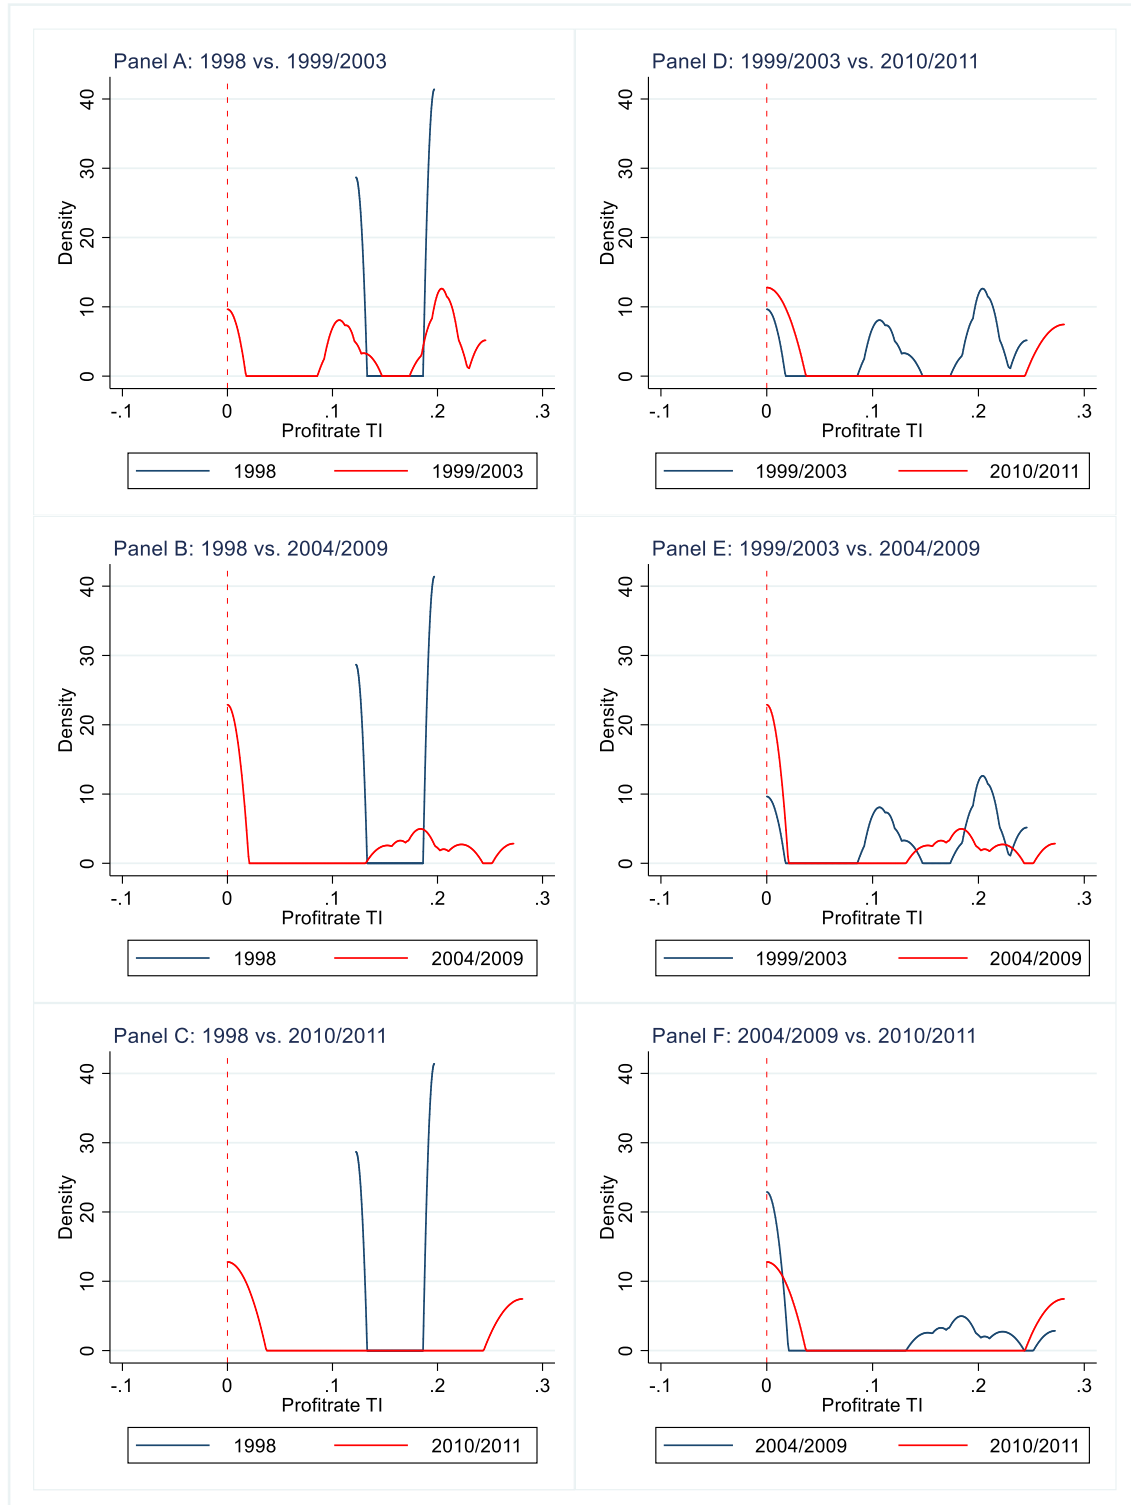 Panel A: 1998 vs. 1999/2003
Density
40
30
20
10
0
-.1 0 .1 .2 .3
Profitrate TI
1998 1999/2003
Panel D: 1999/2003 vs. 2010/2011
Density
40
30
20
10
0
-.1 0 .1 .2 .3
Profitrate TI
1999/2003 2010/2011
Panel B: 1998 vs. 2004/2009
Density
40
30
20
10
0
-.1 0 .1 .2 .3
Profitrate TI
1998 2004/2009
Panel E: 1999/2003 vs. 2004/2009
Density
40
30
20
10
0
-.1 0 .1 .2 .3
Profitrate TI
1999/2003 2004/2009
Panel C: 1998 vs. 2010/2011
Density
40
30
20
10
0
-.1 0 .1 .2 .3
Profitrate TI
1998 2010/2011
Panel F: 2004/2009 vs. 2010/2011
Density
40
30
20
10
0
-.1 0 .1 .2 .3
Profitrate TI
2004/2009 2010/2011